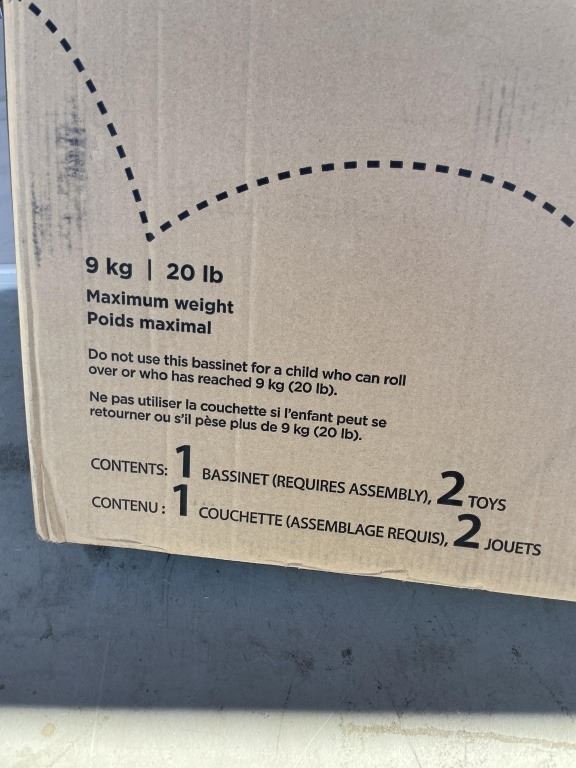 9 kg | 20 lb
Maximum weight
Poids maximal
Do not use this bassinet for a child who can roll
over or who has reached 9 kg (20 lb).
Ne pas utiliser la couchette si l'enfant peut se
retourner ou s'il pèse plus de 9 kg (20 lb).
CONTENTS: 1 BASSINET (REQUIRES ASSEMBLY), 2 TOYS
CONTENU : 1 COUCHETTE (ASSEMBLAGE REQUIS), 2 JOUETS